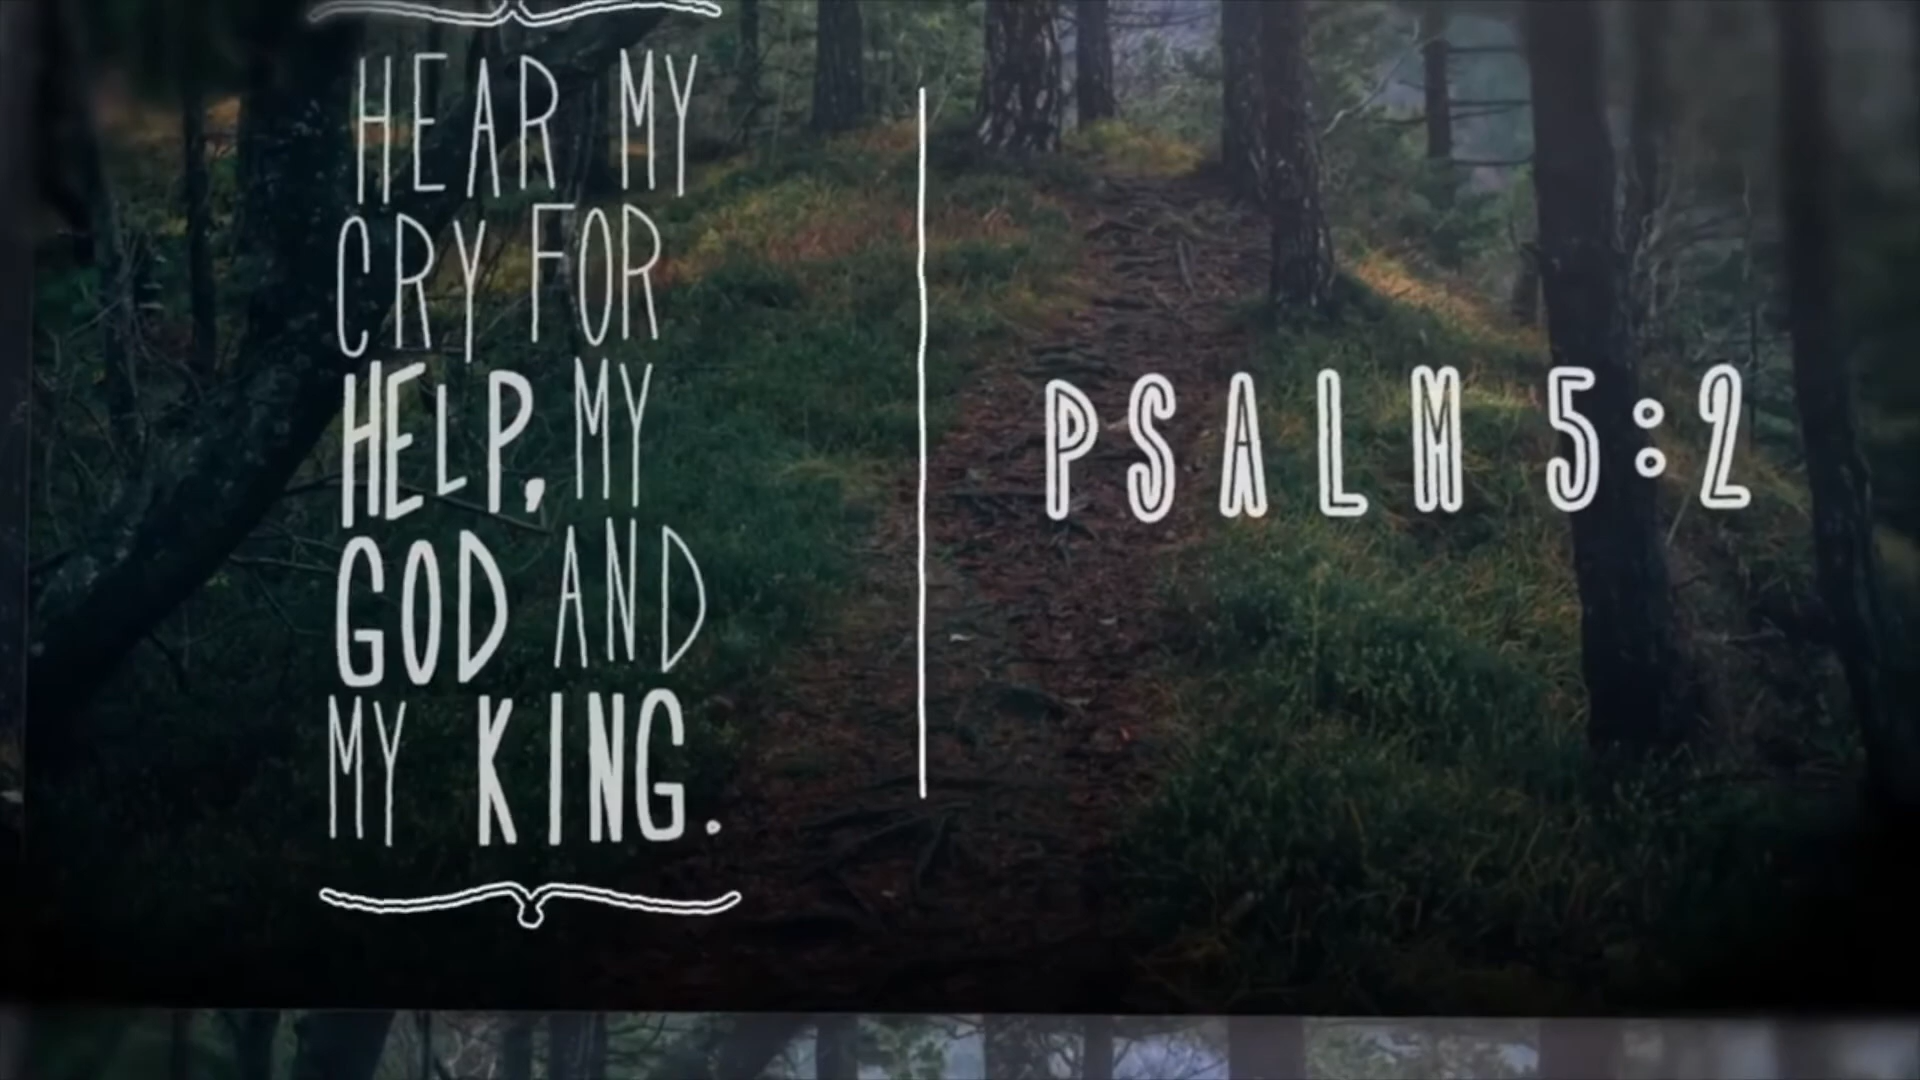 HEAR MY
CRY FOR
HELP, MY
GOD AND
MY KING.
PSALM 5:2